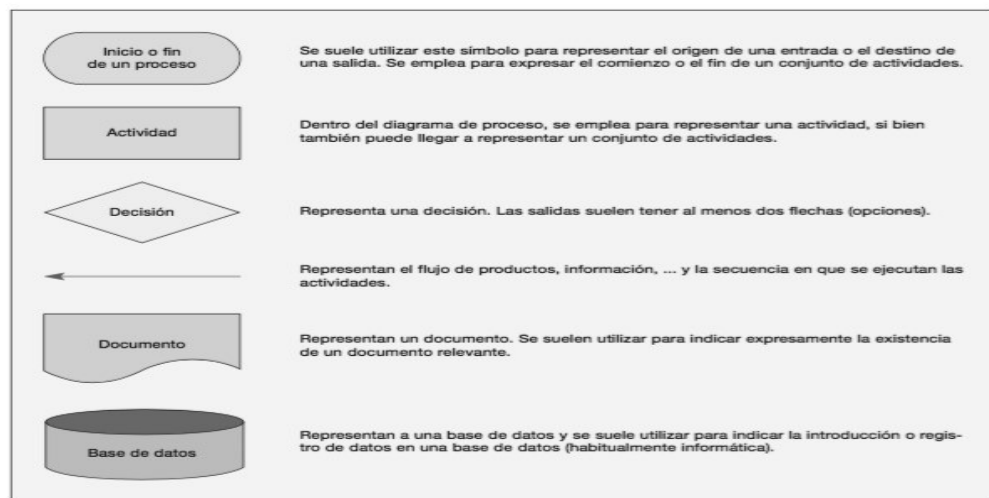 Inicio o fin
de un proceso
Se suele utilizar este símbolo para representar el origen de una entrada o el destino de
una salida. Se emplea para expresar el comienzo o el fin de un conjunto de actividades.
Actividad
Dentro del diagrama de proceso, se emplea para representar una actividad, si bien
también puede llegar a representar un conjunto de actividades.
Decisión
Representa una decisión. Las salidas suelen tener al menos dos flechas (opciones).
Representan el flujo de productos, información, ... y la secuencia en que se ejecutan las
actividades.
Documento
Representan un documento. Se suelen utilizar para indicar expresamente la existencia
de un documento relevante.
Base de datos
Representan a una base de datos y se suele utilizar para indicar la introducción o regis-
tro de datos en una base de datos (habitualmente informática).